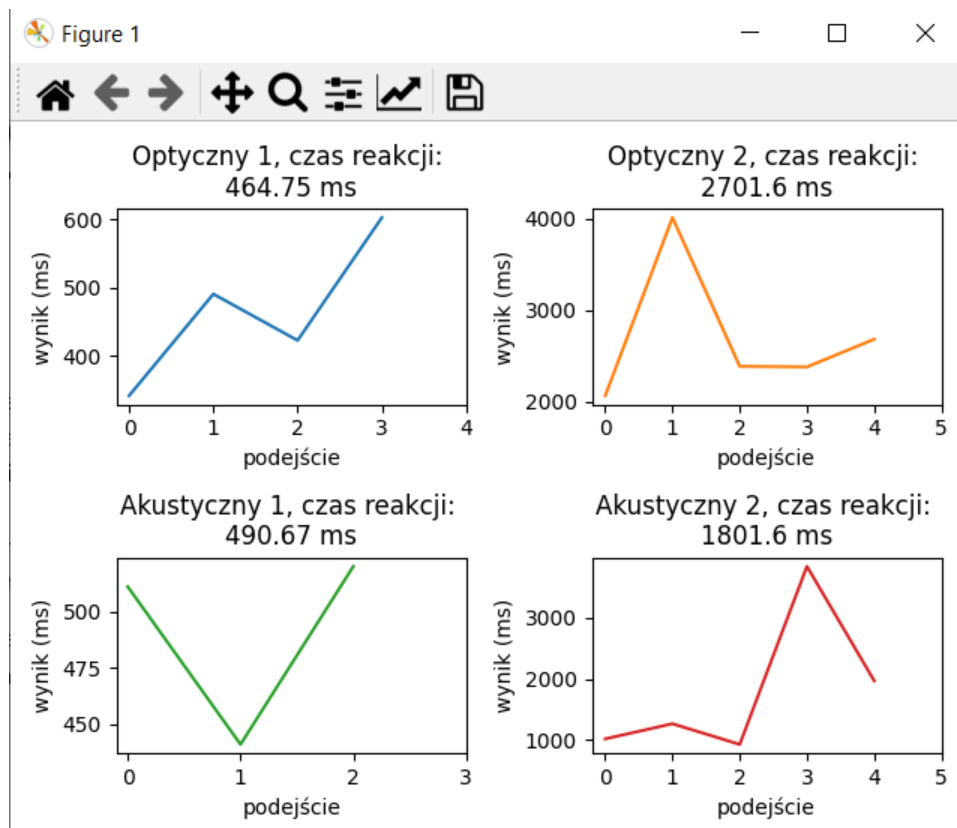 Figure 1
Optyczny 1, czas reakcji:
464.75 ms
wynik (ms)
600
500
400
0 1 2 3 4
podejście
Optyczny 2, czas reakcji:
2701.6 ms
wynik (ms)
4000
3000
2000
0 1 2 3 4 5
podejście
Akustyczny 1, czas reakcji:
490.67 ms
wynik (ms)
500
475
450
0 1 2 3
podejście
Akustyczny 2, czas reakcji:
1801.6 ms
wynik (ms)
3000
2000
1000
0 1 2 3 4 5
podejście